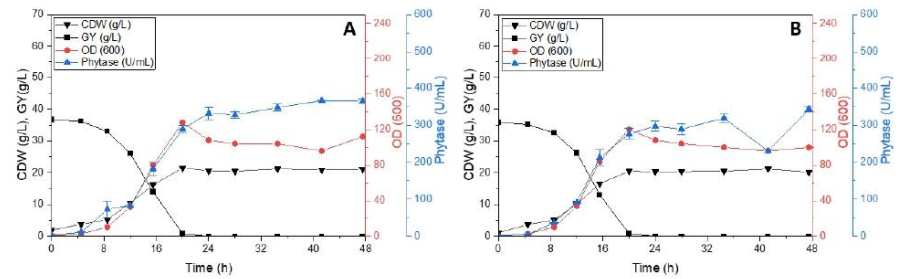 A
CDW (g/L)
GY (g/L)
OD (600)
Phytase (U/mL)
CDW (g/L), GY(g/L)
70
60
50
40
30
20
10
0
0 8 16 24 32 40 48
Time (h)
240
200
160
120
80
40
0
OD (600)
600
500
400
300
200
100
0
Phytase (U/mL)
B
CDW (g/L)
GY (g/L)
OD (600)
Phytase (U/mL)
CDW (g/L), GY(g/L)
70
60
50
40
30
20
10
0
0 8 16 24 32 40 48
Time (h)
240
200
160
120
80
40
0
OD (600)
600
500
400
300
200
100
0
Phytase (U/mL)